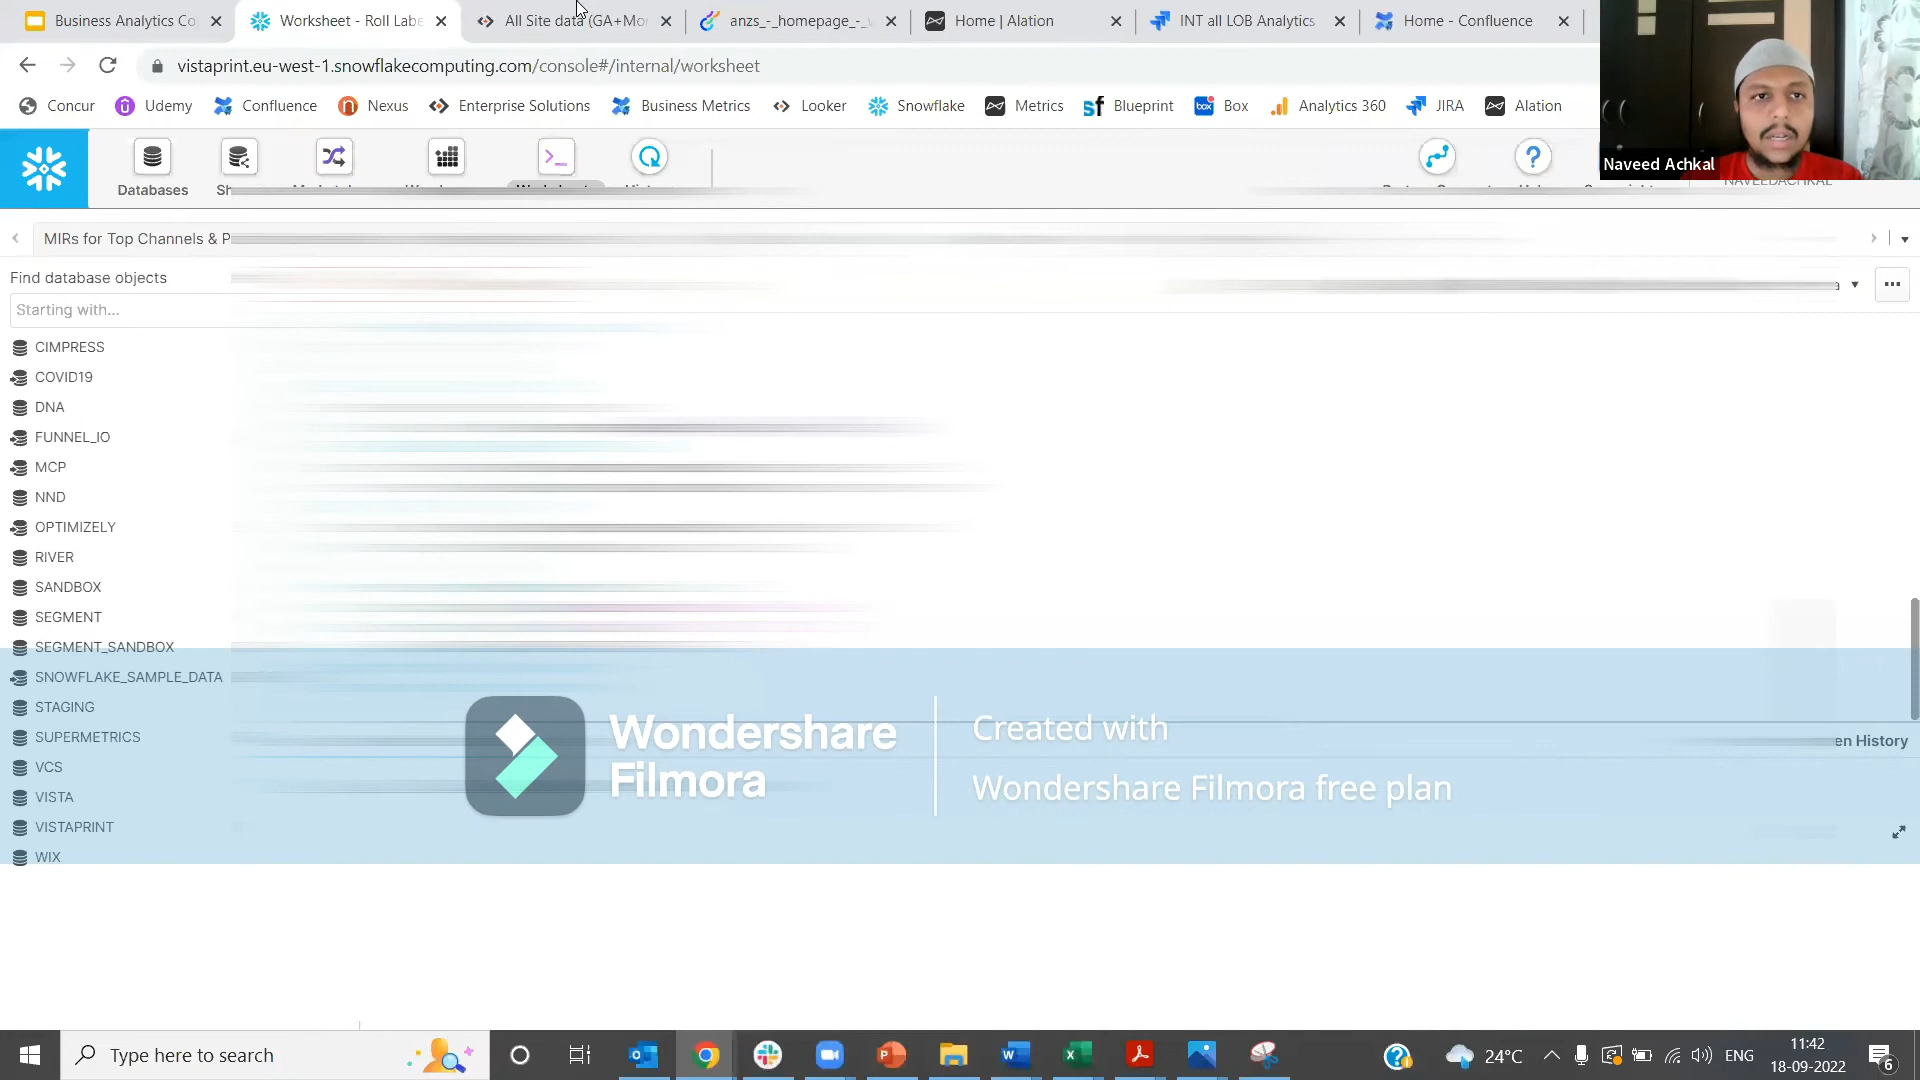 Business Analytics Co
Worksheet - Roll Labe
All Site data (GA+Mo
anzs_-_homepage_-_
Home | Alation
INT all LOB Analytics
Home - Confluence
vistaprint.eu-west-1.snowflakecomputing.com/console#/internal/worksheet
Concur
Udemy
Confluence
Nexus
Enterprise Solutions
Business Metrics
Looker
Snowflake
Metrics
Blueprint
Box
Analytics 360
JIRA
Alation
Naveed Achkal
Databases
MIRs for Top Channels & P
Find database objects
Starting with...
CIMPRESS
COVID19
DNA
FUNNEL_IO
MCP
NND
OPTIMIZELY
RIVER
SANDBOX
SEGMENT
SEGMENT_SANDBOX
SNOWFLAKE_SAMPLE_DATA
STAGING
SUPERMETRICS
VCS
VISTA
VISTAPRINT
WIX
en History
Wondershare
Filmora
Created with
Wondershare Filmora free plan
Type here to search
24°C
ENG
11:42
18-09-2022
6